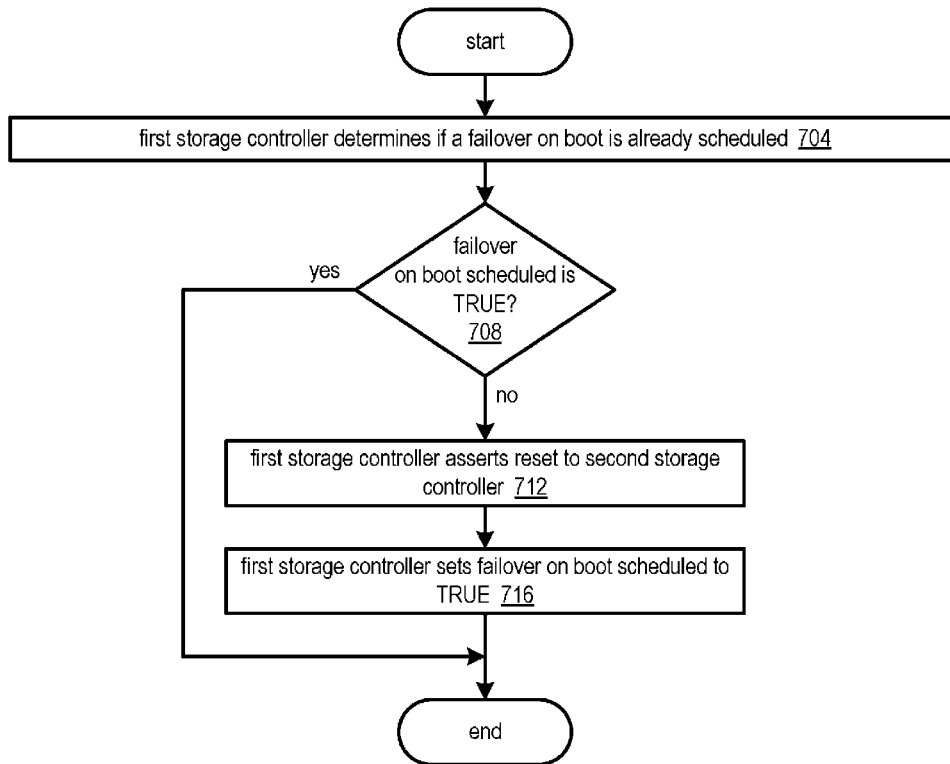 start
first storage controller determines if a failover on boot is already scheduled 704
failover
on boot scheduled is
TRUE?
708
yes
no
first storage controller asserts reset to second storage
controller 712
first storage controller sets failover on boot scheduled to
TRUE 716
end